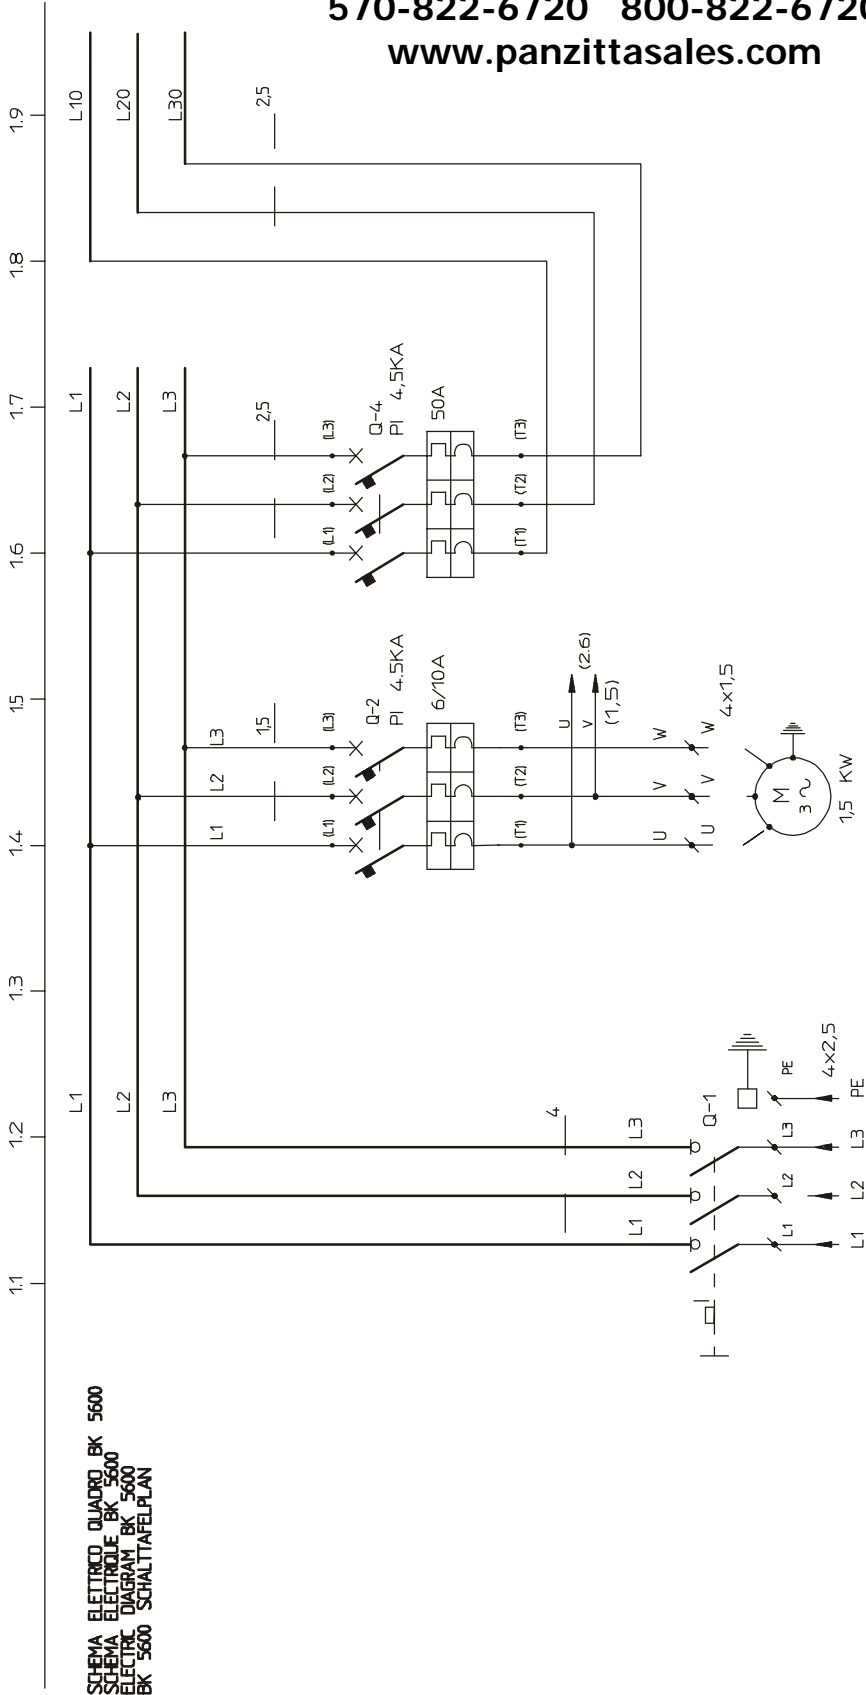 570-822-6720 800-822-6720
www.panzittasales.com
SCHEMA ELETTRICO QUADRO BK 5600
SCHEMA ELECTRIQUE BK 5600
ELECTRIC DIAGRAM BK 5600
BK 5600 SCHALTTAFELPLAN
1.1 1.2 1.3 1.4 1.5 1.6 1.7 1.8 1.9
L1 L1 L10
L2 L2 L20
L3 L3 L30
L1 L2 L3
1,5 2,5 2,5
(L1) (L2) (L3) (L1) (L2) (L3)
Q-2 Q-4
PI 4.5KA PI 4,5KA
6/10A 50A
(T1) (T2) (T3) (T1) (T2) (T3)
4
U
V
(2.6)
(1,5)
L1 L2 L3
U V W
Q-1
U V W
4x1,5
L1 L2 L3 PE
M
3
4x2,5
1,5 KW
L1 L2 L3 PE